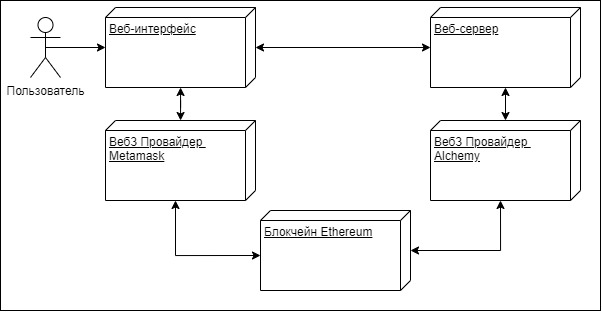 Веб-интерфейс
Веб-сервер
Пользователь
Веб3 Провайдер
Metamask
Веб3 Провайдер
Alchemy
Блокчейн Ethereum